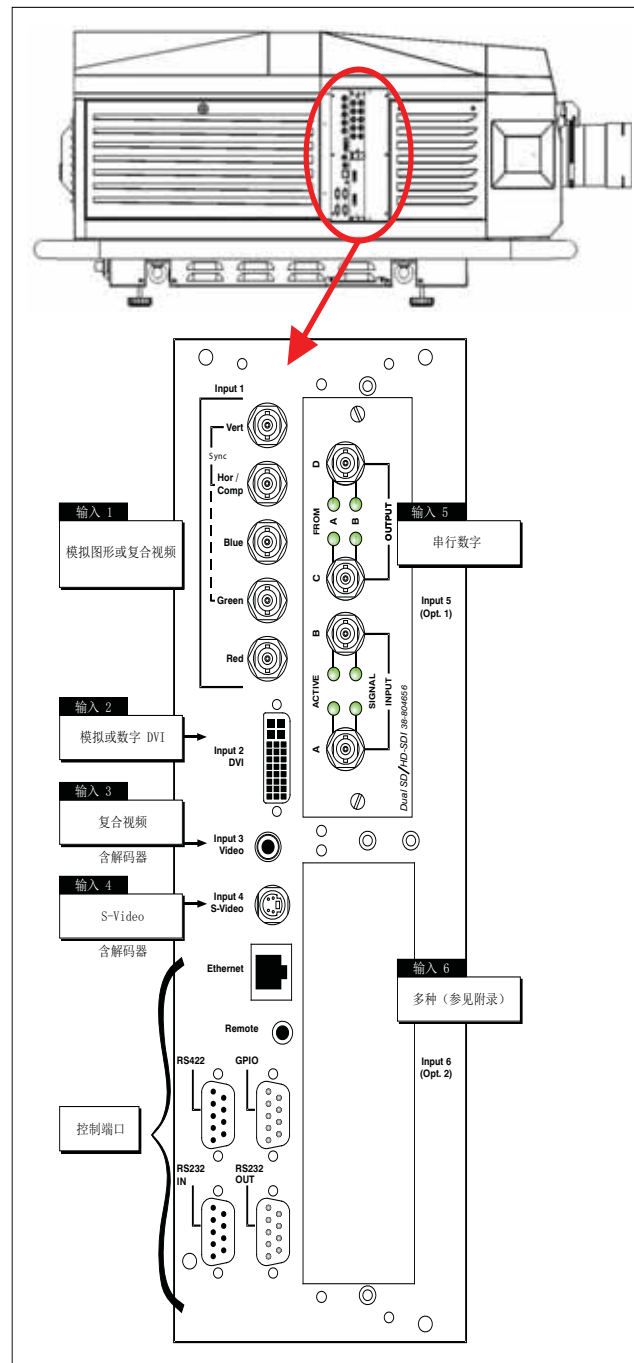 Input 1
Vert
Sync
Hor /
Comp
Blue
Green
Red
输入 1
模拟图形或复合视频
D
FROM
A
B
OUTPUT
C
B
ACTIVE
SIGNAL
INPUT
A
Dual SD/HD-SDI 38-804656
输入 5
串行数字
Input 5
(Opt. 1)
输入 2
模拟或数字 DVI
Input 2
DVI
输入 3
复合视频
含解码器
Input 3
Video
输入 4
S-Video
含解码器
Input 4
S-Video
Ethernet
输入 6
多种（参见附录）
Remote
Input 6
(Opt. 2)
RS422
GPIO
控制端口
RS232
IN
RS232
OUT